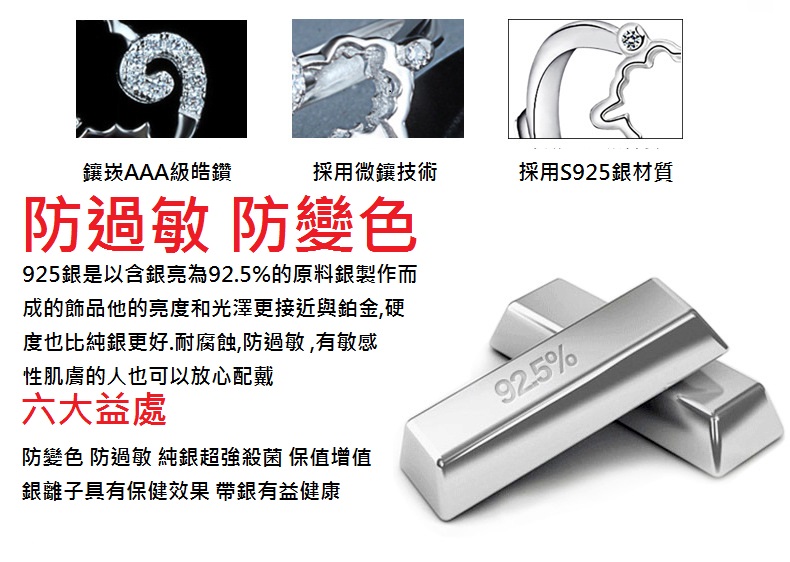 鑲崁AAA級皓鑽
採用微鑲技術
採用S925銀材質
防過敏 防變色
925銀是以含銀亮為92.5%的原料銀製作而
成的飾品他的亮度和光澤更接近與鉑金,硬
度也比純銀更好.耐腐蝕,防過敏 ,有敏感
性肌膚的人也可以放心配戴
六大益處
防變色 防過敏 純銀超強殺菌 保值增值
銀離子具有保健效果 帶銀有益健康
92.5%